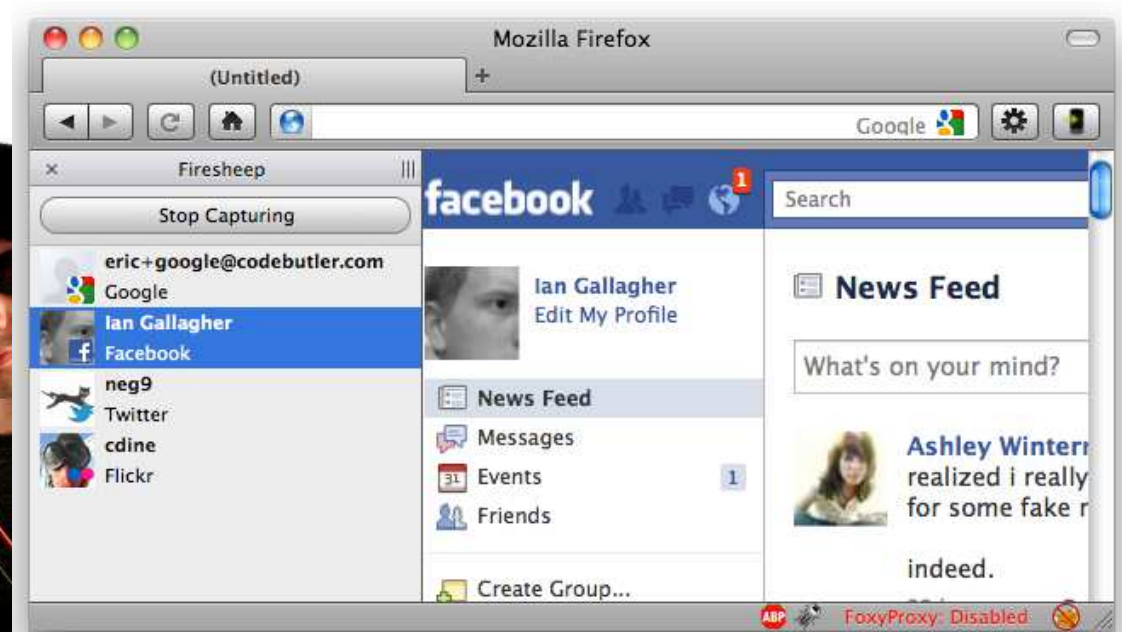 Mozilla Firefox
(Untitled)
+
Google
Firesheep
Stop Capturing
eric+google@codebutler.com
Google
Ian Gallagher
Facebook
neg9
Twitter
cdine
Flickr
facebook
1
Search
Ian Gallagher
Edit My Profile
News Feed
Messages
31 Events 1
Friends
Create Group...
News Feed
What's on your mind?
Ashley
realized i really
for some fake
indeed.
ABP
FoxyProxy: Disabled